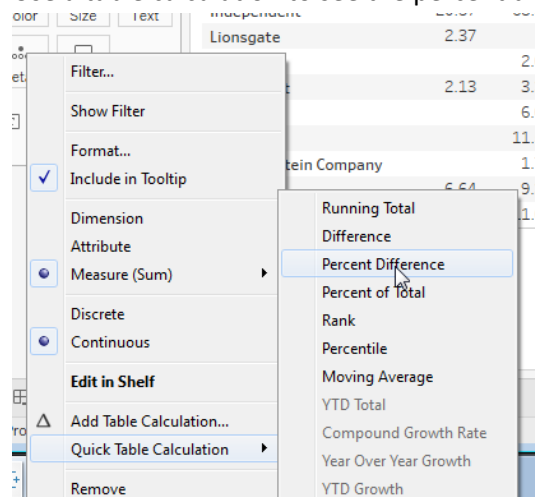 Color Size Text
Independent
Lionsgate 2.37
2.
2.13 3.
6.
11.
tein Company 1.
6.64 9.
Filter...
Show Filter
Format...
Include in Tooltip
Dimension
Attribute
Measure (Sum)
Discrete
Continuous
Edit in Shelf
Add Table Calculation...
Quick Table Calculation
Remove
Running Total
Difference
Percent Difference
Percent of Total
Rank
Percentile
Moving Average
YTD Total
Compound Growth Rate
Year Over Year Growth
YTD Growth